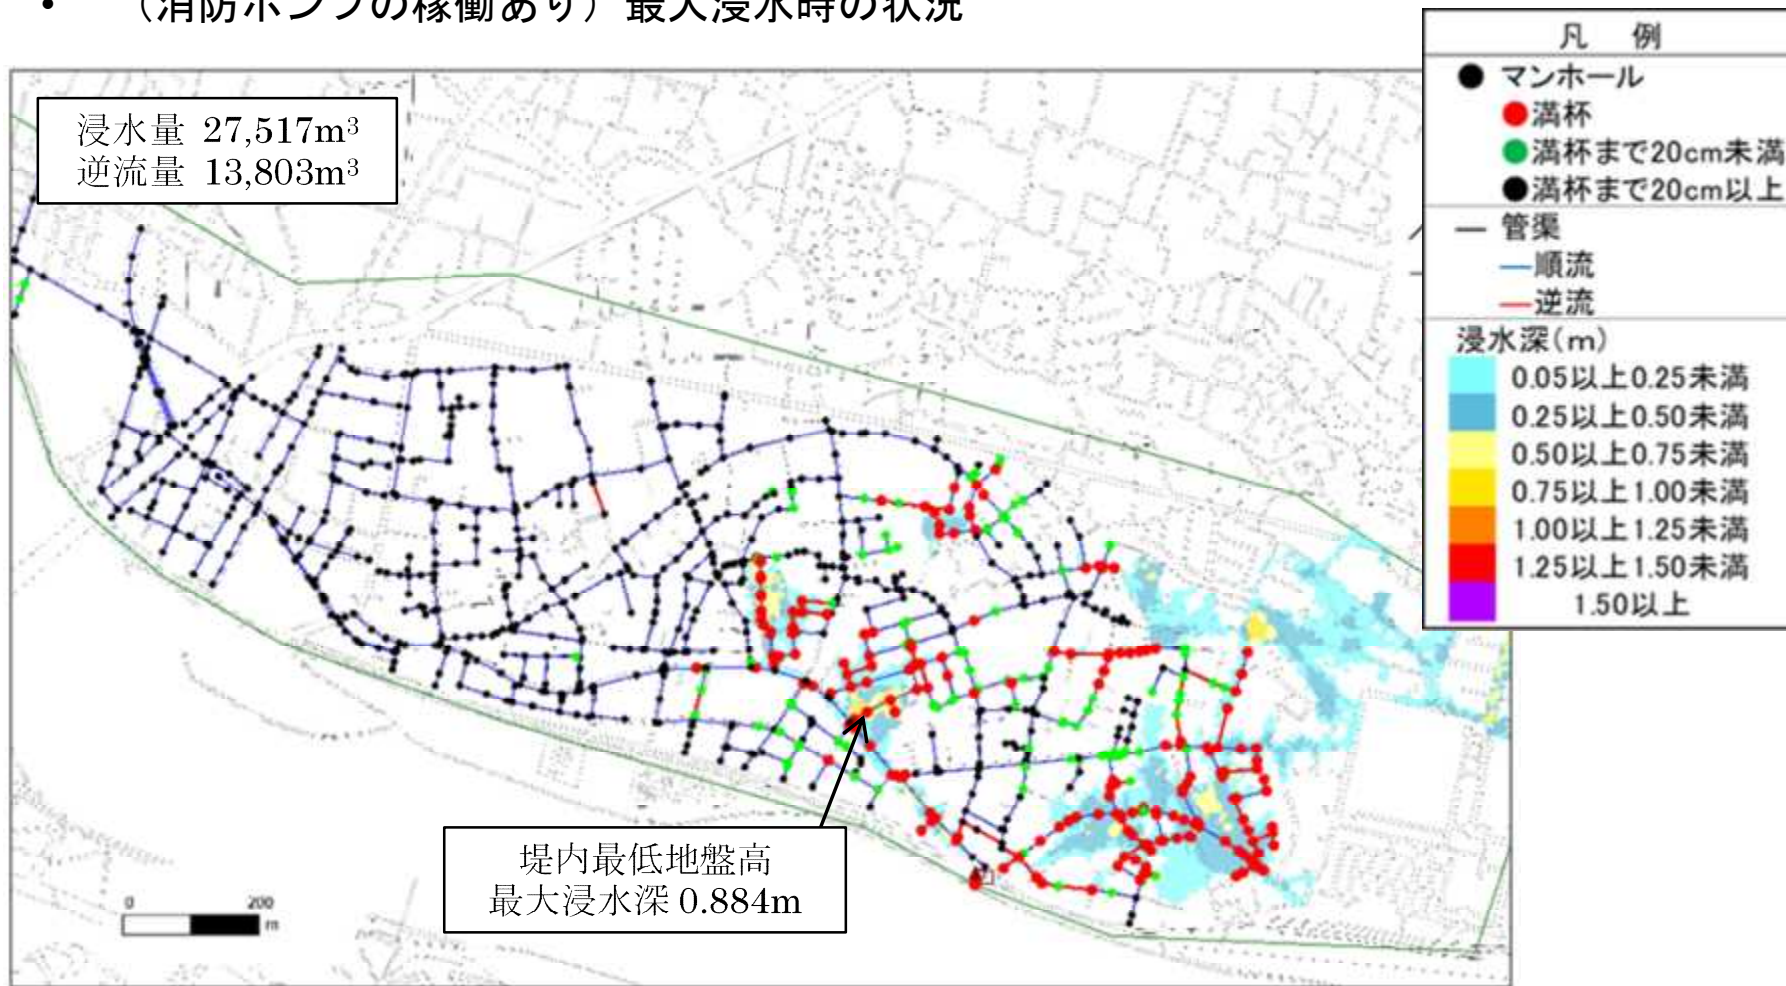 • （消防ポンプの稼働あり）最大浸水時の状況
浸水量 27,517m³
逆流量 13,803m³
凡 例
● マンホール
●満杯
●満杯まで20cm未満
●満杯まで20cm以上
― 管渠
―順流
―逆流
浸水深(m)
0.05以上0.25未満
0.25以上0.50未満
0.50以上0.75未満
0.75以上1.00未満
1.00以上1.25未満
1.25以上1.50未満
1.50以上
堤内最低地盤高
最大浸水深 0.884m
0 200
m